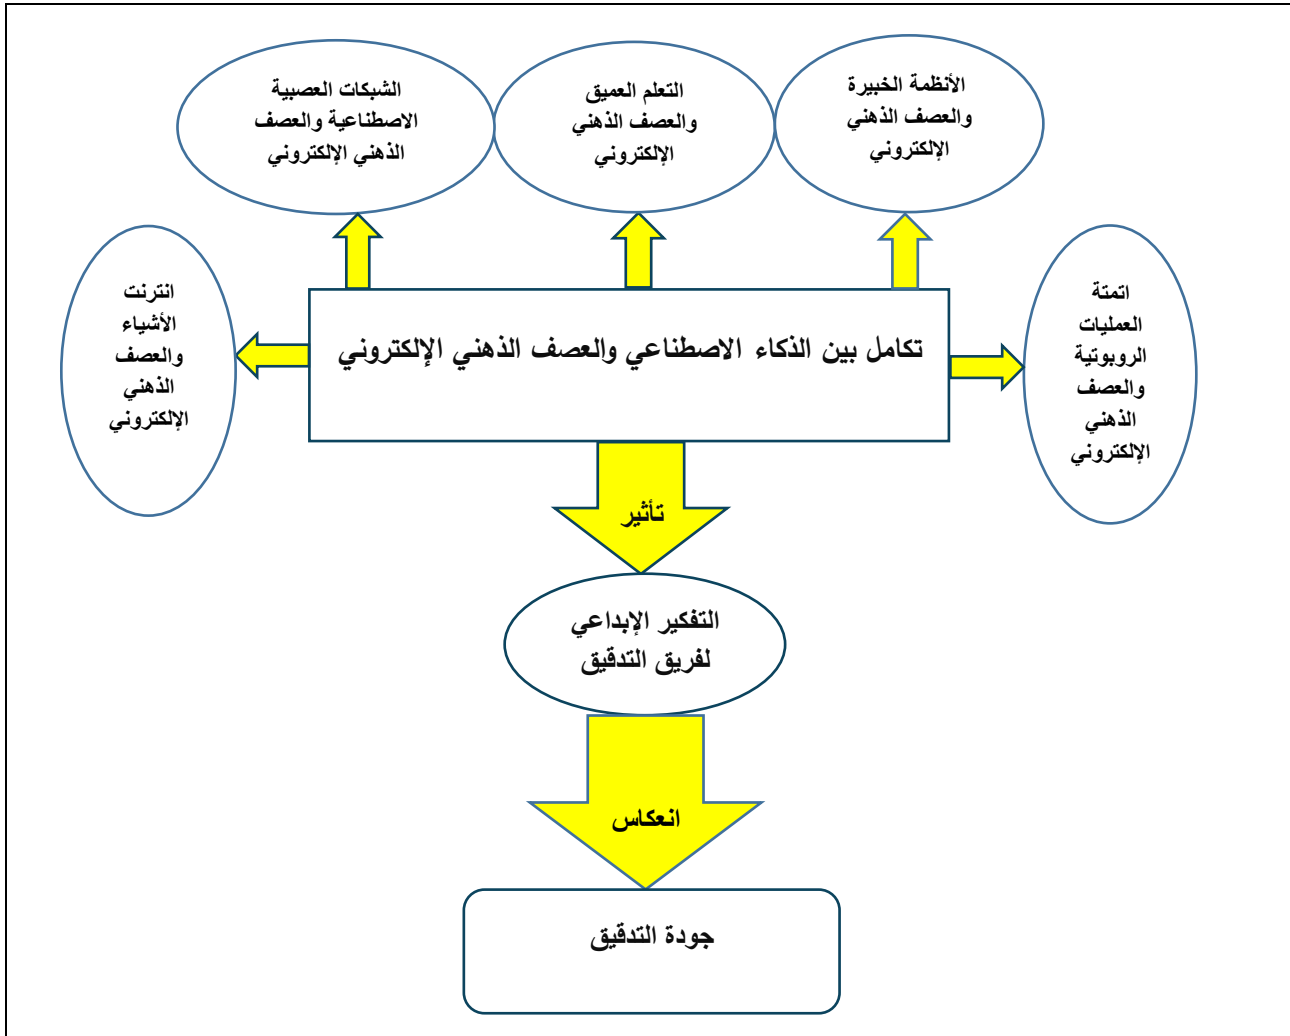 الأنظمة الخبيرة
والعصف الذهني
الإلكتروني
التعلم العميق
والعصف الذهني
الإلكتروني
الشبكات العصبية
الاصطناعية والعصف
الذهني الإلكتروني
اتمتة
العمليات
الروبوتية
والعصف
الذهني
الإلكتروني
تكامل بين الذكاء الاصطناعي والعصف الذهني الإلكتروني
انترنت
الأشياء
والعصف
الذهني
الإلكتروني
تأثير
التفكير الإبداعي
لفريق التدقيق
انعكاس
جودة التدقيق